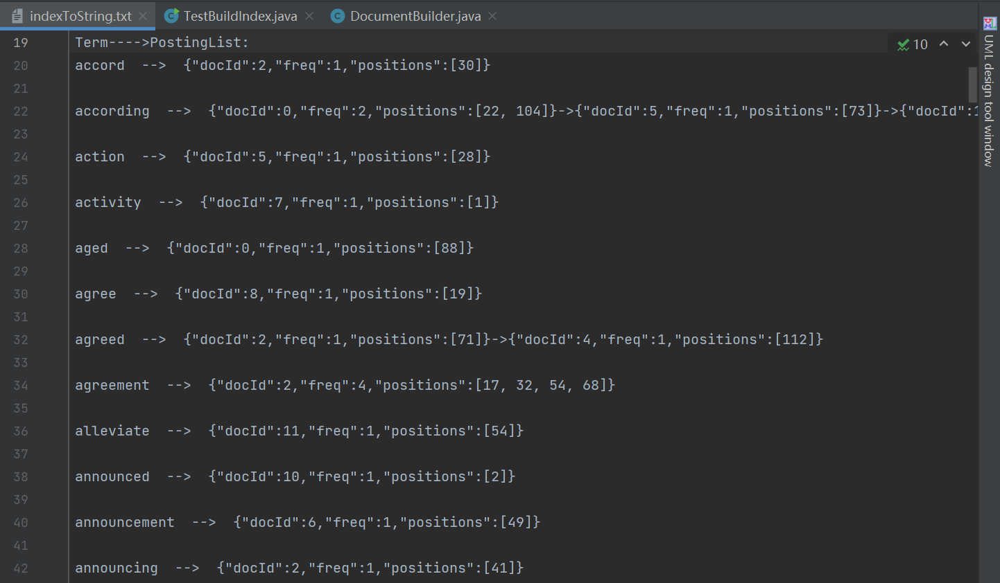 indexToString.txt TestBuildIndex.java DocumentBuilder.java
19 Term---->PostingList:
10
20 accord --> {"docId":2,"freq":1,"positions":[30]}
21
22 according --> {"docId":0,"freq":2,"positions":[22, 104]}->{"docId":5,"freq":1,"positions":[73]}->{"docId":1
23
24 action --> {"docId":5,"freq":1,"positions":[28]}
25
26 activity --> {"docId":7,"freq":1,"positions":[1]}
27
28 aged --> {"docId":0,"freq":1,"positions":[88]}
29
30 agree --> {"docId":8,"freq":1,"positions":[19]}
31
32 agreed --> {"docId":2,"freq":1,"positions":[71]}->{"docId":4,"freq":1,"positions":[112]}
33
34 agreement --> {"docId":2,"freq":4,"positions":[17, 32, 54, 68]}
35
36 alleviate --> {"docId":11,"freq":1,"positions":[54]}
37
38 announced --> {"docId":10,"freq":1,"positions":[2]}
39
40 announcement --> {"docId":6,"freq":1,"positions":[49]}
41
42 announcing --> {"docId":2,"freq":1,"positions":[41]}
UML design tool window